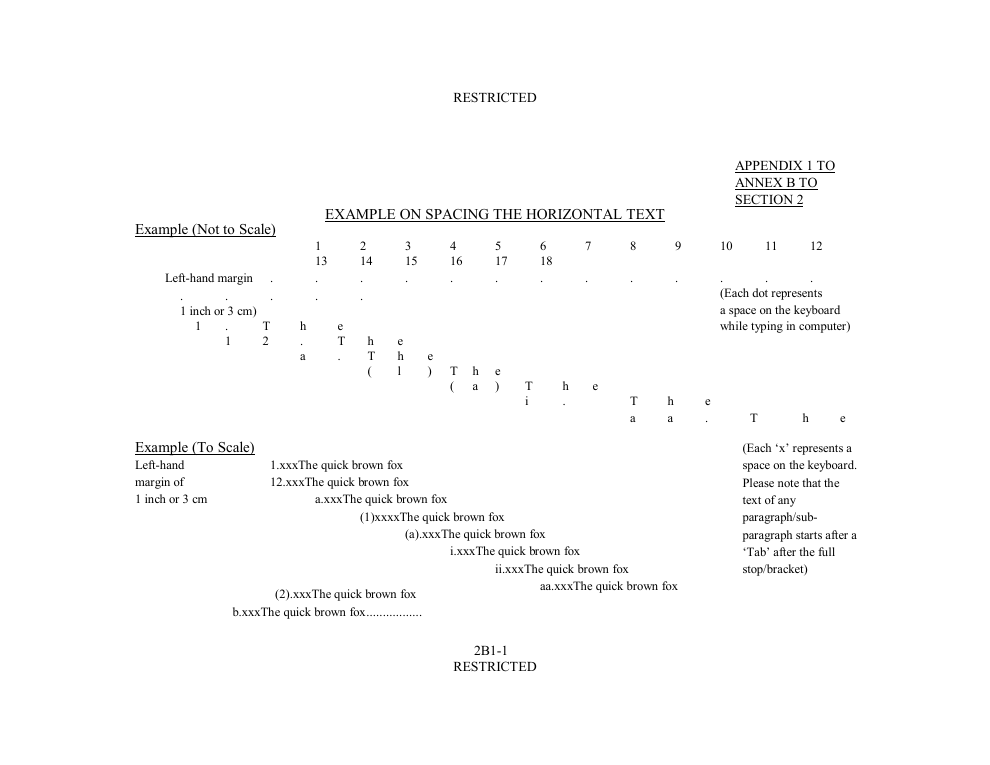 RESTRICTED
APPENDIX 1 TO
ANNEX B TO
SECTION 2
EXAMPLE ON SPACING THE HORIZONTAL TEXT
Example (Not to Scale)
1 2 3 4 5 6 7 8 9 10 11 12
13 14 15 16 17 18
Left-hand margin . . . . . . . . . . . . .
. . . . . (Each dot represents
1 inch or 3 cm) a space on the keyboard
1 . T h e while typing in computer)
1 2 . T h e
a . T h e
( l ) T h e
( a ) T h e
i . T h e
a a . T h e
Example (To Scale) (Each ‘x’ represents a
Left-hand 1.xxxThe quick brown fox space on the keyboard.
margin of 12.xxxThe quick brown fox Please note that the
1 inch or 3 cm a.xxxThe quick brown fox text of any
(1)xxxxThe quick brown fox paragraph/sub-
(a).xxxThe quick brown fox paragraph starts after a
i.xxxThe quick brown fox ‘Tab’ after the full
ii.xxxThe quick brown fox stop/bracket)
aa.xxxThe quick brown fox
(2).xxxThe quick brown fox
b.xxxThe quick brown fox.................
2B1-1
RESTRICTED